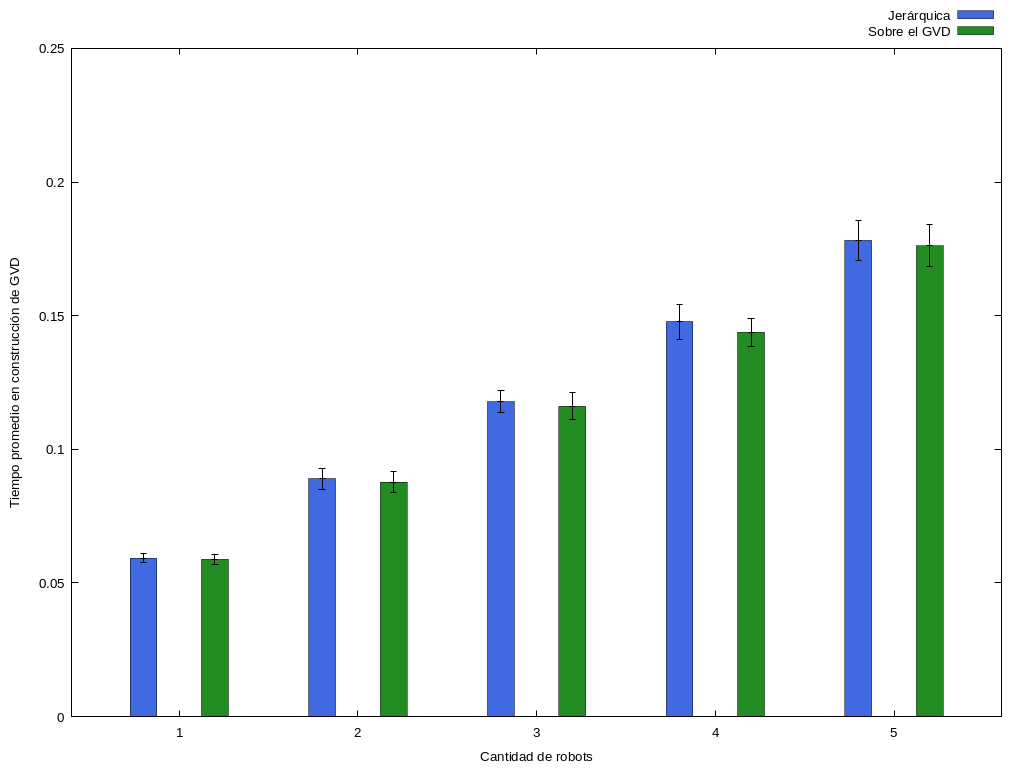 Jerárquica
Sobre el GVD
0.25
0.2
0.15
0.1
0.05
0
Tiempo promedio en construcción de GVD
1 2 3 4 5
Cantidad de robots